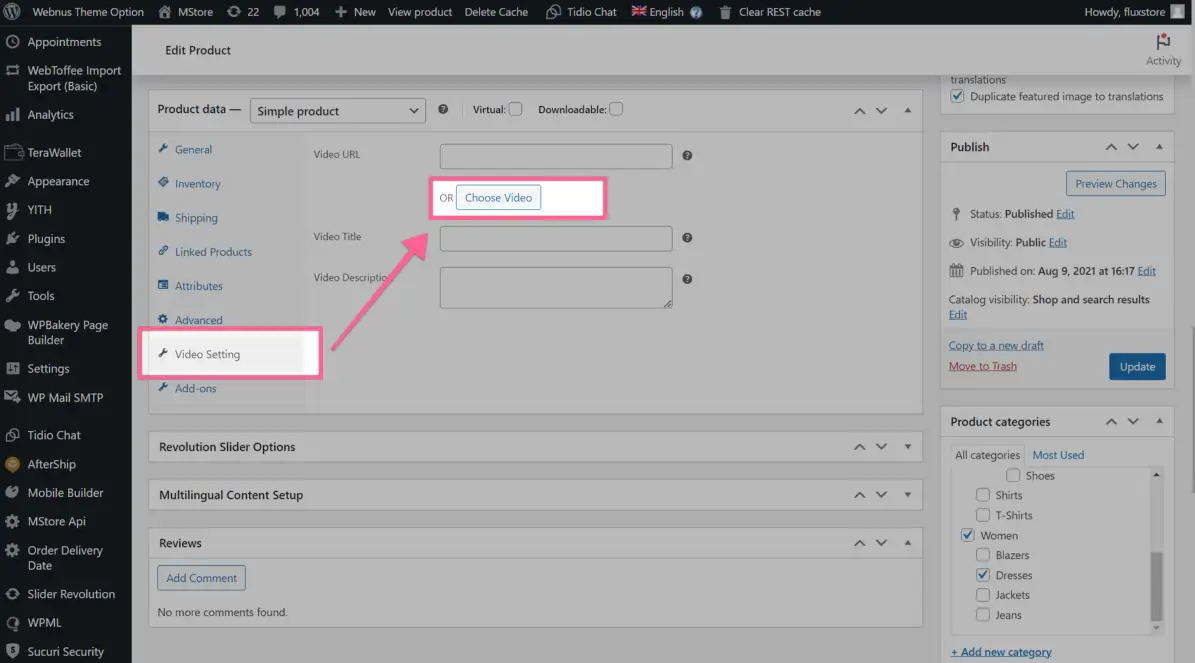 Webnus Theme Option MStore 22 1,004 New View product Delete Cache Tidio Chat English Clear REST cache Howdy, fluxstore
Appointments
WebToffee Import
Export (Basic)
Analytics
TeraWallet
Appearance
YITH
Plugins
Users
Tools
WPBakery Page
Builder
Settings
WP Mail SMTP
Tidio Chat
AfterShip
Mobile Builder
MStore Api
Order Delivery
Date
Slider Revolution
WPML
Sucuri Security
Edit Product
Activity
Product data — Simple product Virtual: Downloadable:
General
Inventory
Shipping
Linked Products
Attributes
Advanced
Video Setting
Add-ons
Video URL
OR Choose Video
Video Title
Video Description
Revolution Slider Options
Multilingual Content Setup
Reviews
Add Comment
No more comments found.
translations
Duplicate featured image to translations
Publish
Preview Changes
Status: Published Edit
Visibility: Public Edit
Published on: Aug 9, 2021 at 16:17 Edit
Catalog visibility: Shop and search results
Edit
Copy to a new draft
Move to Trash
Update
Product categories
All categories Most Used
Shoes
Shirts
T-Shirts
Women
Blazers
Dresses
Jackets
Jeans
+ Add new category